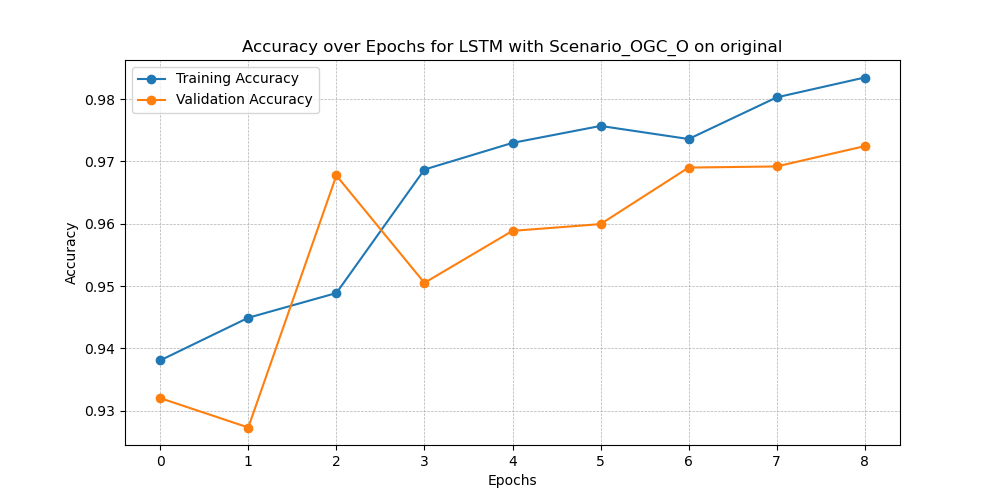 Accuracy over Epochs for LSTM with Scenario_OGC_O on original
Training Accuracy
Validation Accuracy
0.98
0.97
0.96
0.95
0.94
0.93
Accuracy
0 1 2 3 4 5 6 7 8
Epochs